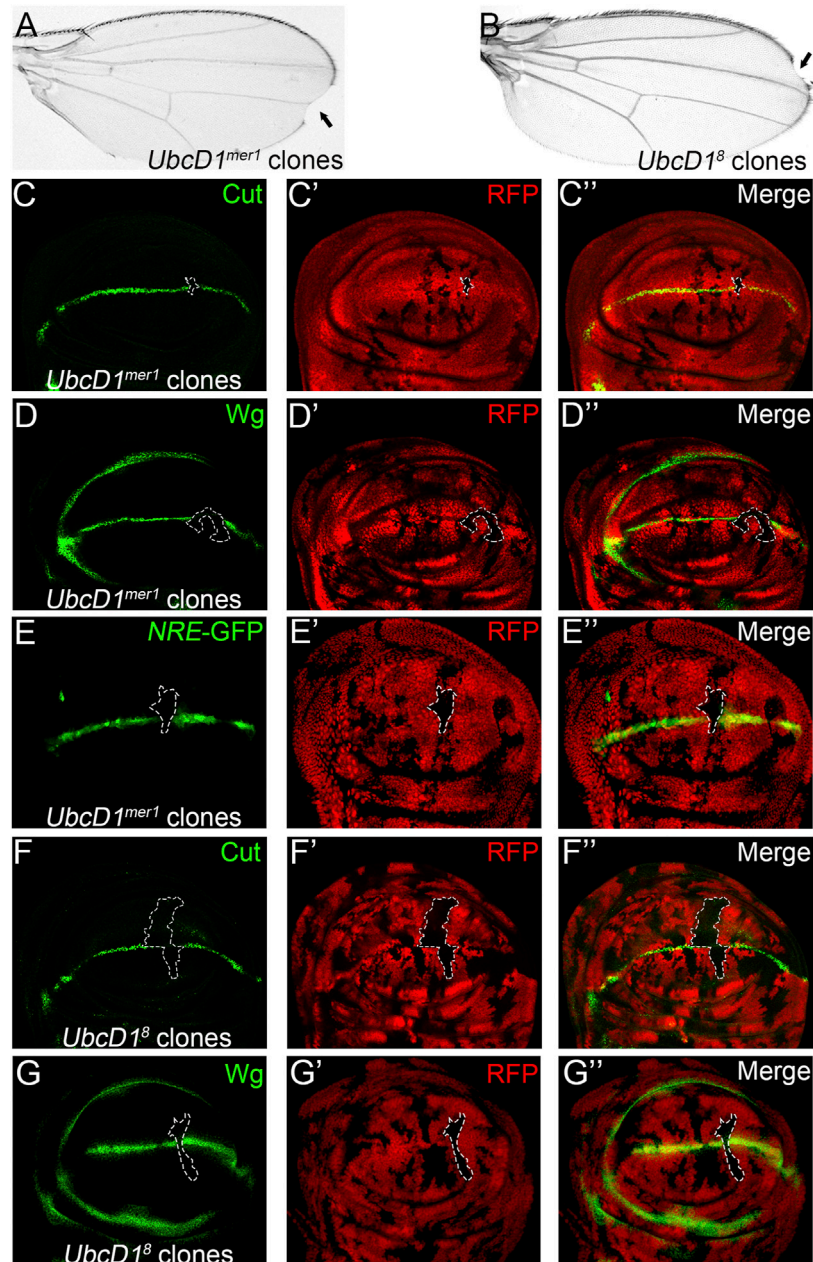 A
UbcD1mer1 clones
B
UbcD18 clones
C
Cut
UbcD1mer1 clones
C'
RFP
C''
Merge
D
Wg
UbcD1mer1 clones
D'
RFP
D''
Merge
E
NRE-GFP
UbcD1mer1 clones
E'
RFP
E''
Merge
F
Cut
UbcD18 clones
F'
RFP
F''
Merge
G
Wg
UbcD18 clones
G'
RFP
G''
Merge